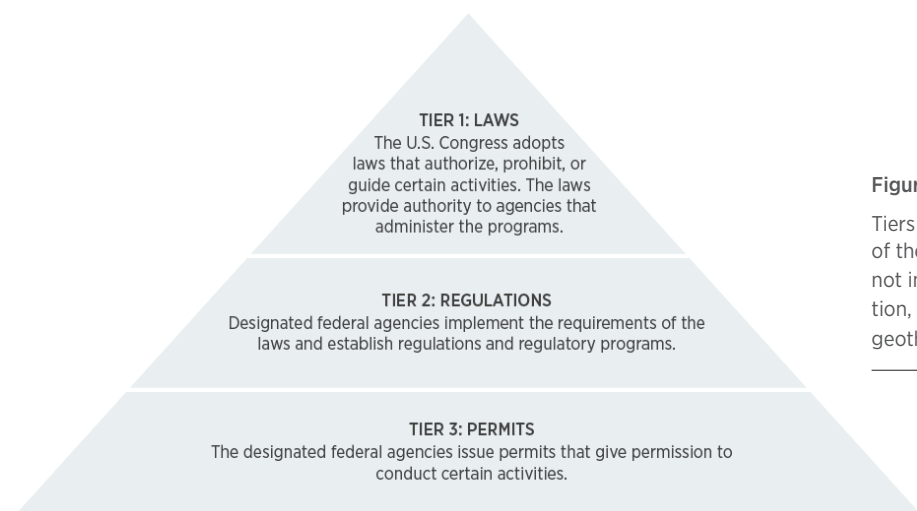 TIER 1: LAWS
The U.S. Congress adopts
laws that authorize, prohibit, or
guide certain activities. The laws
provide authority to agencies that
administer the programs.
TIER 2: REGULATIONS
Designated federal agencies implement the requirements of the
laws and establish regulations and regulatory programs.
TIER 3: PERMITS
The designated federal agencies issue permits that give permission to
conduct certain activities.
Tiers
of
not
tion,